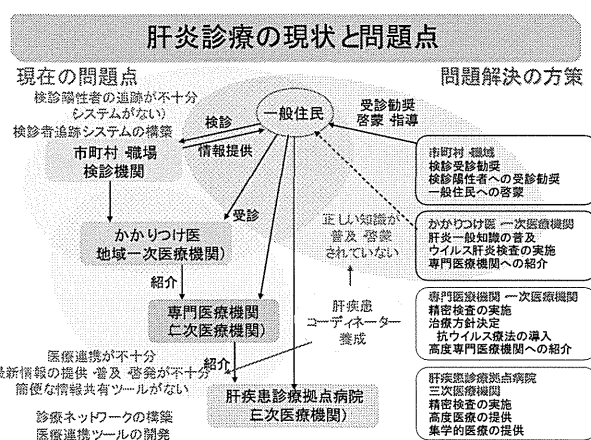 肝炎診療の現状と問題点
現在の問題点
問題解決の方策
検診陽性者の追跡が不十分
システムがない)
検診者追跡システムの構築
市町村・職場
検診機関
検診
情報提供
一般住民
受診勧奨
啓蒙・指導
市町村・職域
検診受診勧奨
検診陽性者への受診勧奨
一般住民への啓蒙
かかりつけ医
地域一次医療機関)
受診
正しい知識が
普及・啓蒙
されていない
かかりつけ医 一次医療機関
肝炎一般知識の普及
ウイルス肝炎検査の実施
専門医療機関への紹介
紹介
専門医療機関
二次医療機関)
肝疾患
コーディネーター
養成
専門医療機関 一次医療機関
精密検査の実施
治療方針決定
抗ウイルス療法の導入
高度専門医療機関への紹介
医療連携が不十分
最新情報の提供・普及・啓発が不十分
簡便な情報共有ツールがない
紹介
肝疾患診療拠点病院
三次医療機関)
診療ネットワークの構築
医療連携ツールの開発
肝疾患診療拠点病院
三次医療機関
精密検査の実施
高度医療の提供
集学的医療の提供